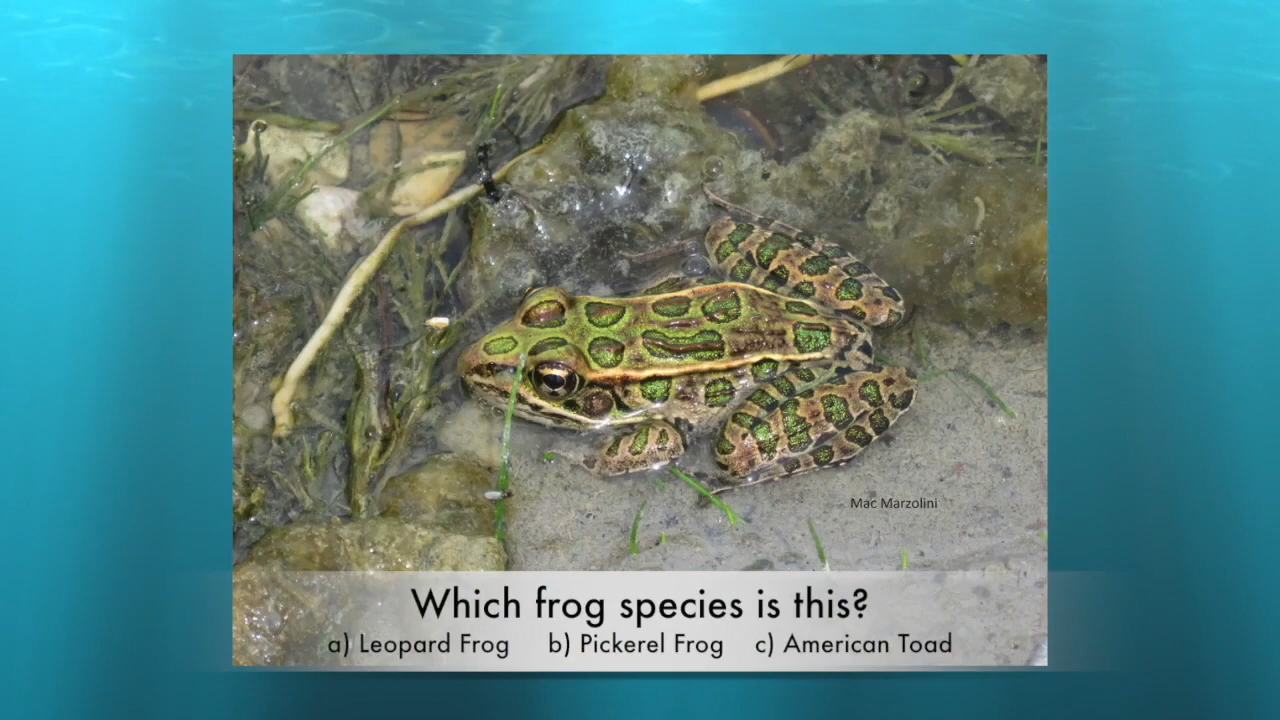 Mac Marzolini
Which frog species is this?
a) Leopard Frog b) Pickerel Frog c) American Toad